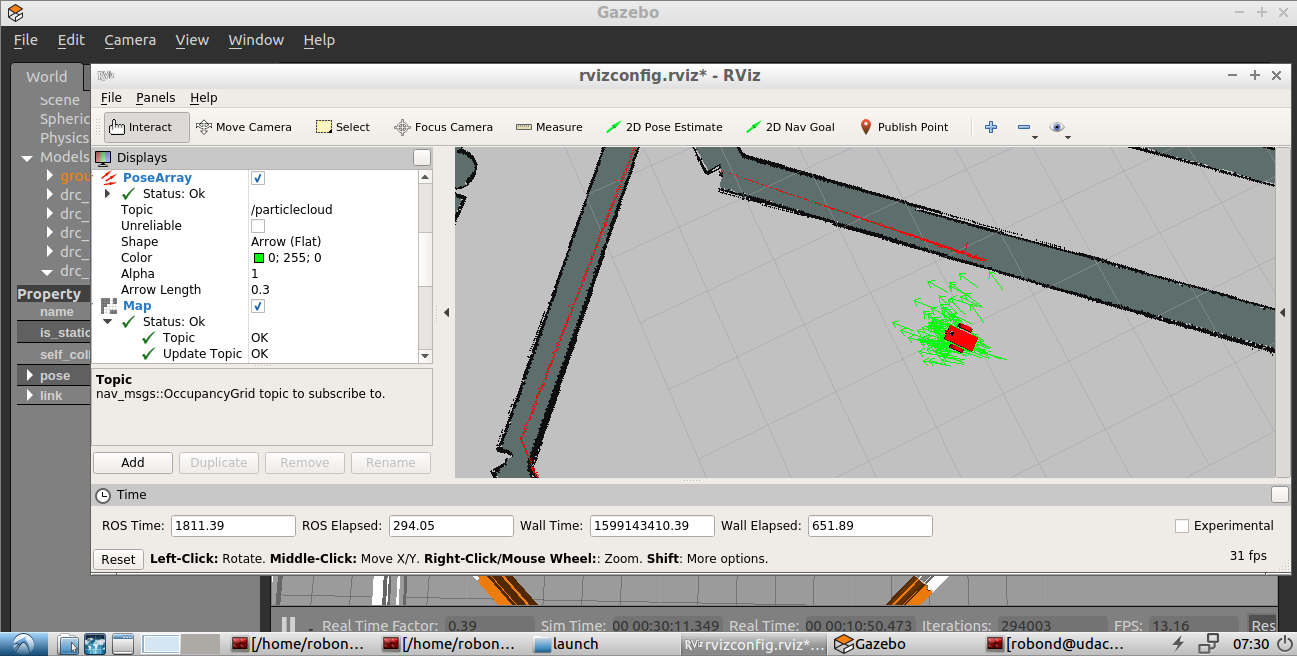 Gazebo
File Edit Camera View Window Help
World
rvizconfig.rviz* - RViz
Scene
File Panels Help
Spheric
Physics
Interact Move Camera Select Focus Camera Measure 2D Pose Estimate 2D Nav Goal Publish Point
Models
Displays
grou
PoseArray
drc_
Status: Ok
Topic /particlecloud
drc_
Unreliable
drc_
Shape Arrow (Flat)
drc_
Color 0; 255; 0
drc_
Alpha 1
Arrow Length 0.3
Property
Map
name
Status: Ok
is_static
Topic OK
self_coll
Update Topic OK
pose
Topic
link
nav_msgs::OccupancyGrid topic to subscribe to.
Add Duplicate Remove Rename
Time
ROS Time: 1811.39 ROS Elapsed: 294.05 Wall Time: 1599143410.39 Wall Elapsed: 651.89 Experimental
Reset Left-Click: Rotate. Middle-Click: Move X/Y. Right-Click/Mouse Wheel:: Zoom. Shift: More options. 31 fps
Real Time Factor: 0.39 Sim Time: 00 00:30:11.349 Real Time: 00 00:10:50.473 Iterations: 294003 FPS: 13.16 Res
[/home/robon... [/home/robon... launch RViz rvizconfig.rviz*... Gazebo [robond@udac... 07:30